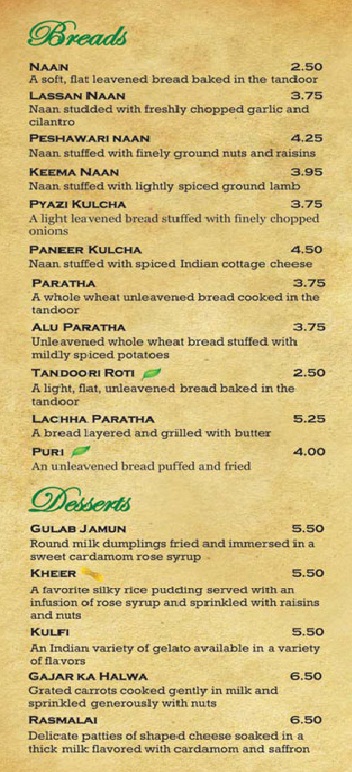 Breads
NAAN 2.50
A soft, flat leavened bread baked in the tandoor
LASSAN NAAN 3.75
Naan studded with freshly chopped garlic and
cilantro
PESHAWARI NAAN 4.25
Naan stuffed with finely ground nuts and raisins
KEEMA NAAN 3.95
Naan stuffed with lightly spiced ground lamb
PYAZI KULCHA 3.75
A light leavened bread stuffed with finely chopped
onions
PANEER KULCHA 4.50
Naan stuffed with spiced Indian cottage cheese
PARATHA 3.75
A whole wheat unleavened bread cooked in the
tandoor
ALU PARATHA 3.75
Unleavened whole wheat bread stuffed with
mildly spiced potatoes
TANDOORI ROTI 2.50
A light, flat, unleavened bread baked in the
tandoor
LACHHA PARATHA 5.25
A bread layered and grilled with butter
PURI 4.00
An unleavened bread puffed and fried
Desserts
GULAB JAMUN 5.50
Round milk dumplings fried and immersed in a
sweet cardamom rose syrup
KHEER 5.50
A favorite silky rice pudding served with an
infusion of rose syrup and sprinkled with raisins
and nuts
KULFI 5.50
An Indian variety of gelato available in a variety
of flavors
GAJAR KA HALWA 6.50
Grated carrots cooked gently in milk and
sprinkled generously with nuts
RASMALAI 6.50
Delicate patties of shaped cheese soaked in a
thick milk flavored with cardamom and saffron